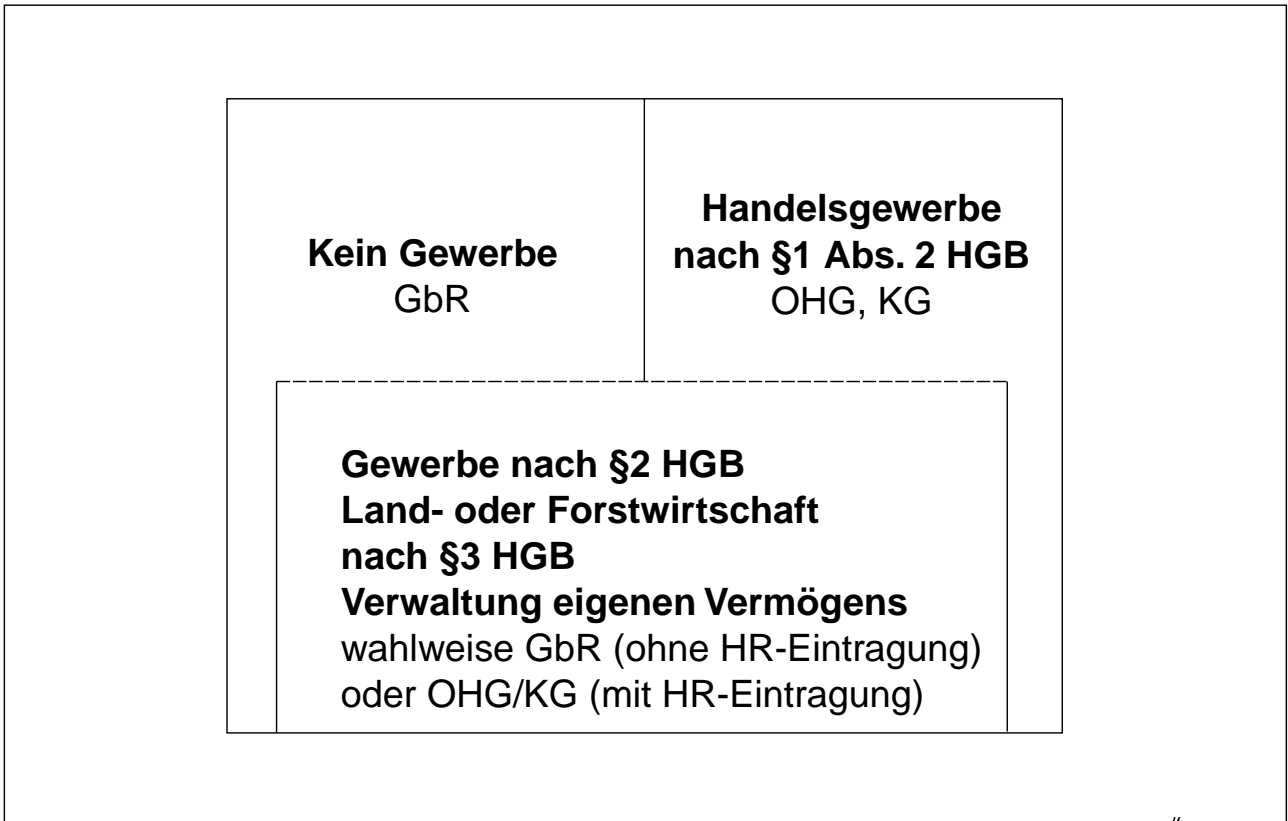 Kein Gewerbe
GbR
Handelsgewerbe
nach §1 Abs. 2 HGB
OHG, KG
Gewerbe nach §2 HGB
Land- oder Forstwirtschaft
nach §3 HGB
Verwaltung eigenen Vermögens
wahlweise GbR (ohne HR-Eintragung)
oder OHG/KG (mit HR-Eintragung)